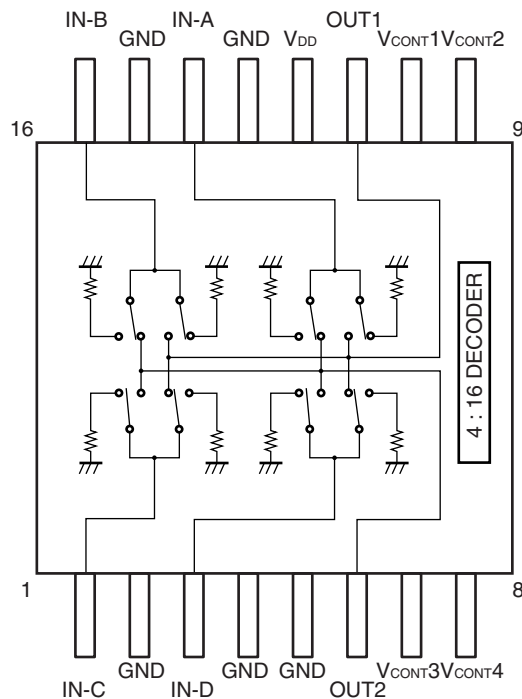 IN-B IN-A OUT1
GND GND VDD VCONT1 VCONT2
16 9
4 : 16 DECODER
1 8
GND GND GND VCONT3 VCONT4
IN-C IN-D OUT2